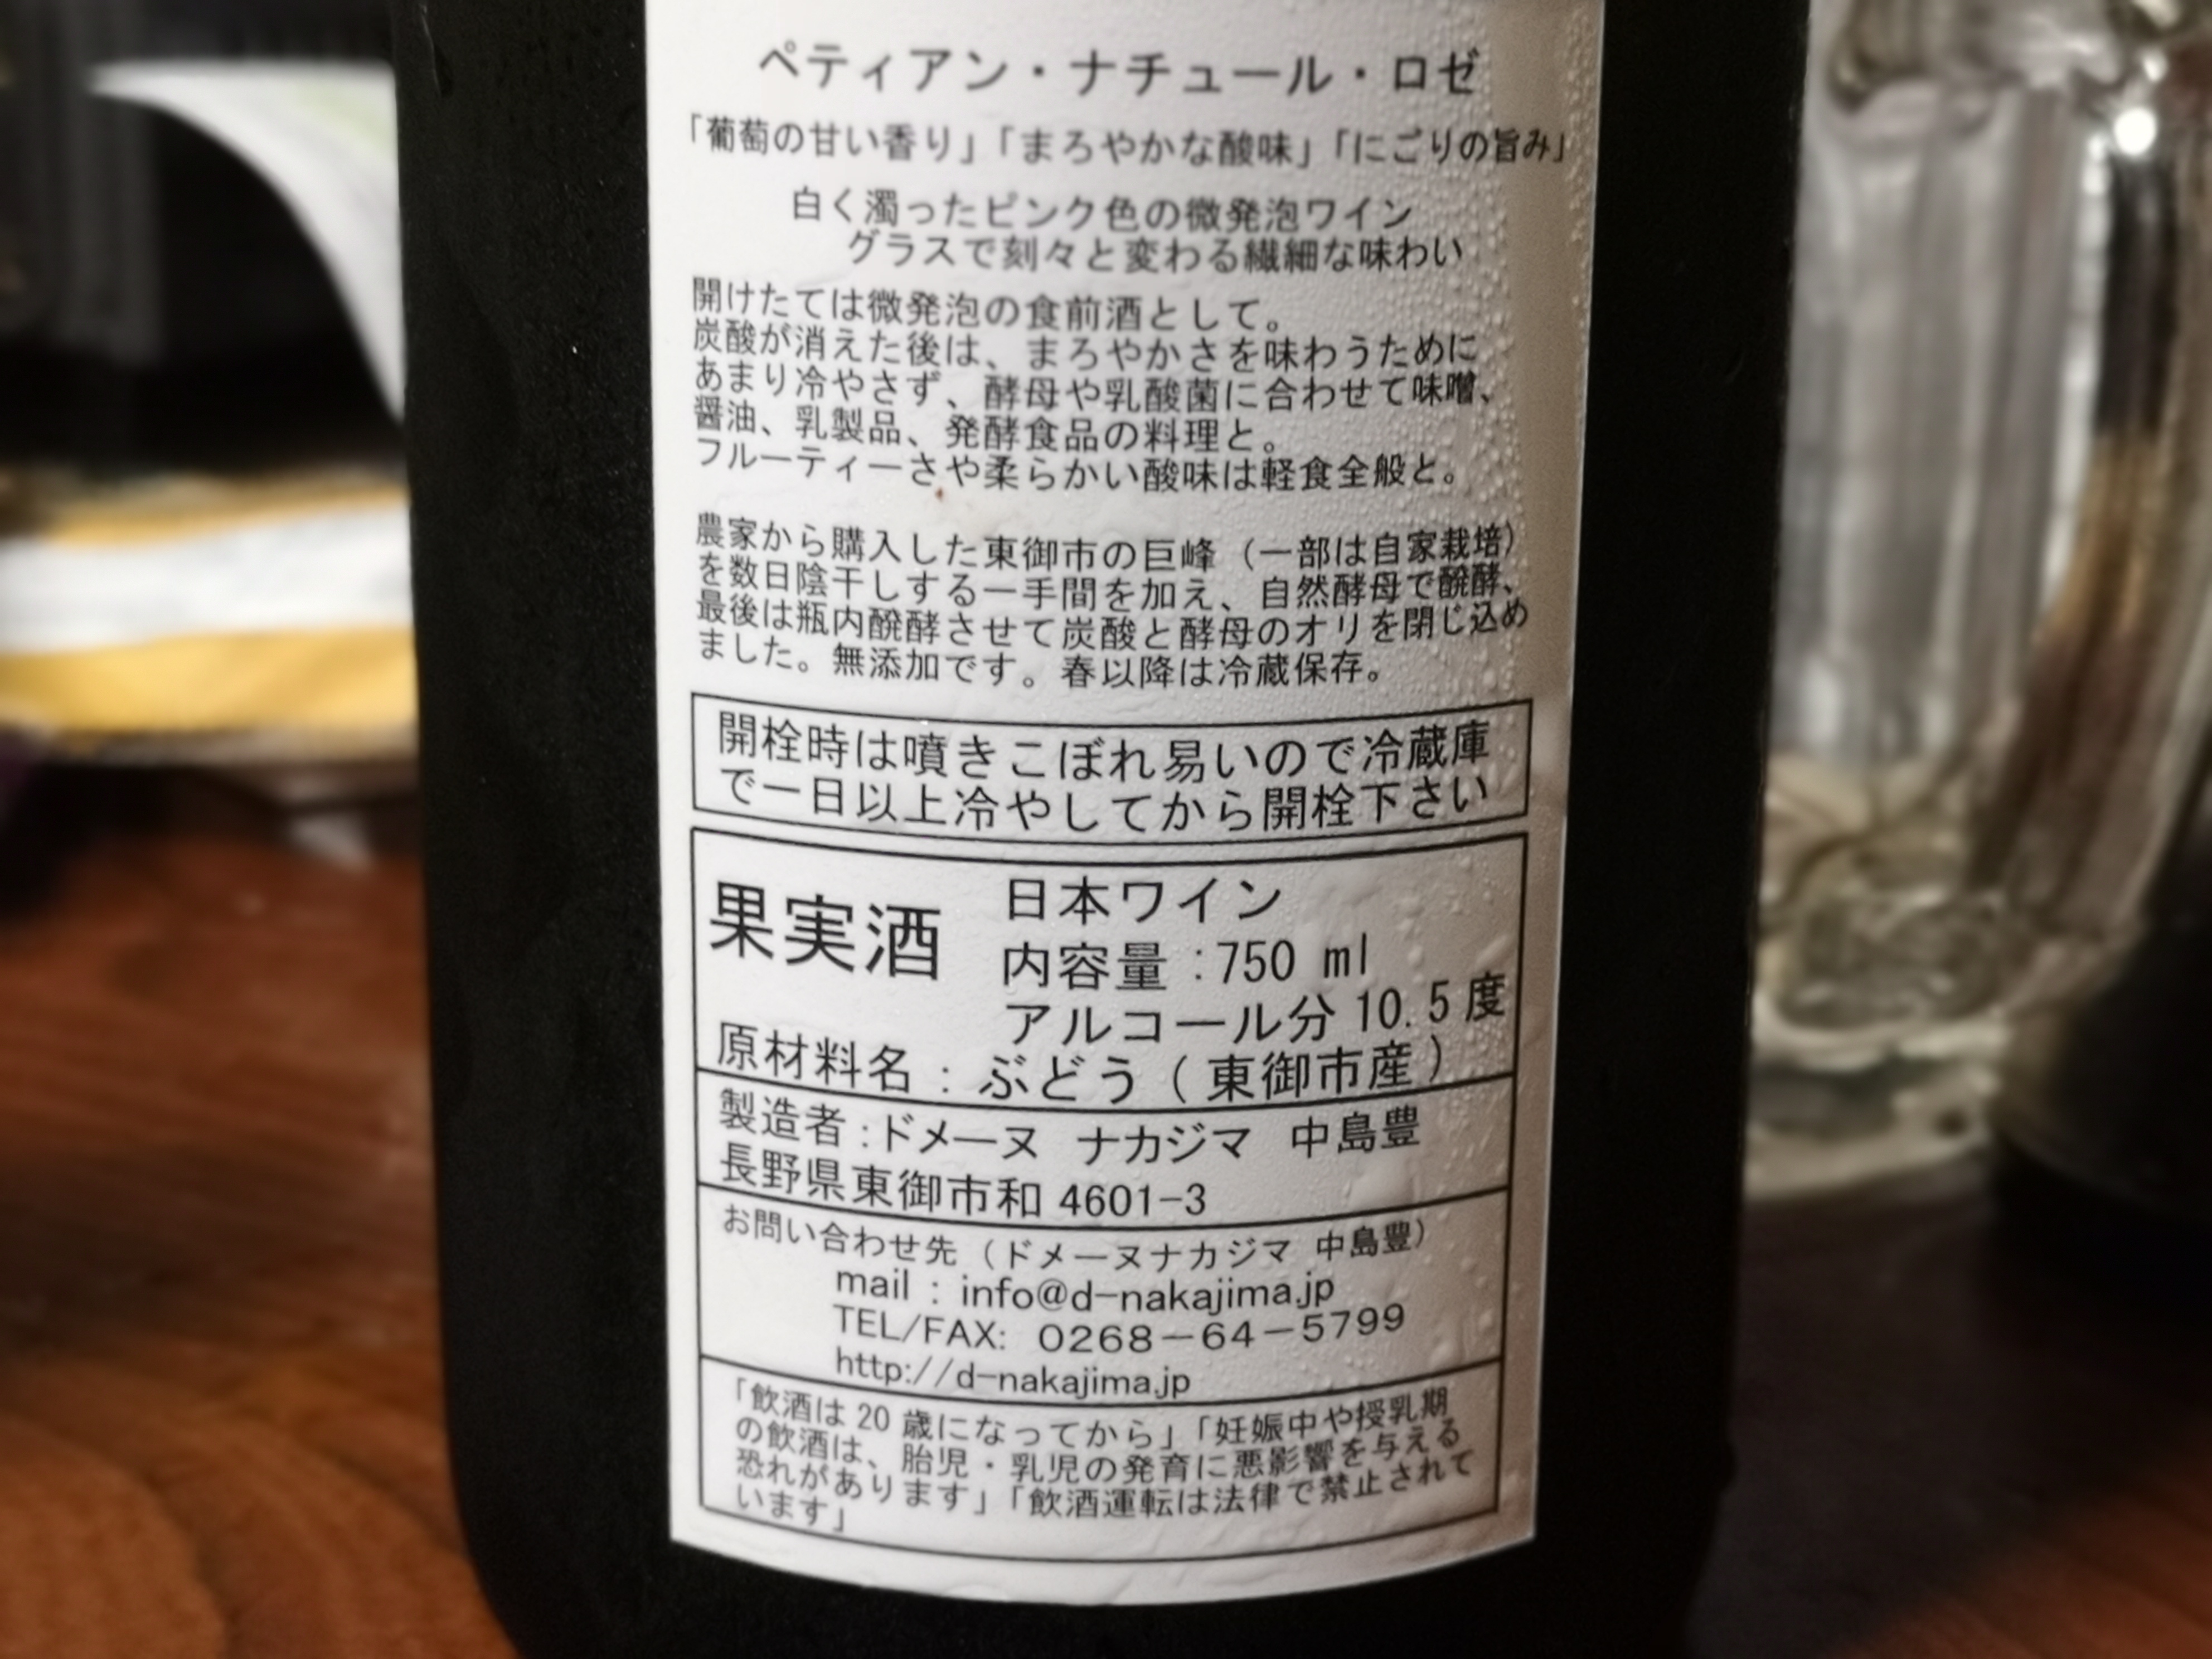 ペティアン・ナチュール・ロゼ
「葡萄の甘い香り」「まろやかな酸味」「にごりの旨み」
白く濁ったピンク色の微発泡ワイン
グラスで刻々と変わる繊細な味わい
開けたては微発泡の食前酒として。
炭酸が消えた後は、まろやかさを味わうために
あまり冷やさず、酵母や乳酸菌に合わせて味噌、
醤油、乳製品、発酵食品の料理と。
フルーティーさや柔らかい酸味は軽食全般と。
農家から購入した東御市の巨峰（一部は自家栽培）
を数日陰干しする一手間を加え、自然酵母で醗酵、
最後は瓶内醗酵させて炭酸と酵母のオリを閉じ込め
ました。無添加です。春以降は冷蔵保存。
開栓時は噴きこぼれ易いので冷蔵庫
で一日以上冷やしてから開栓下さい
果実酒
日本ワイン
内容量:750 ml
アルコール分 10.5 度
原材料名：ぶどう（東御市産）
製造者:ドメーヌ ナカジマ 中島豊
長野県東御市和 4601-3
お問い合わせ先（ドメーヌナカジマ 中島豊）
mail : info@d-nakajima.jp
TEL/FAX: 0268－64－5799
http://d-nakajima.jp
「飲酒は 20 歳になってから」「妊娠中や授乳期
の飲酒は、胎児・乳児の発育に悪影響を与える
恐れがあります」「飲酒運転は法律で禁止されて
います」